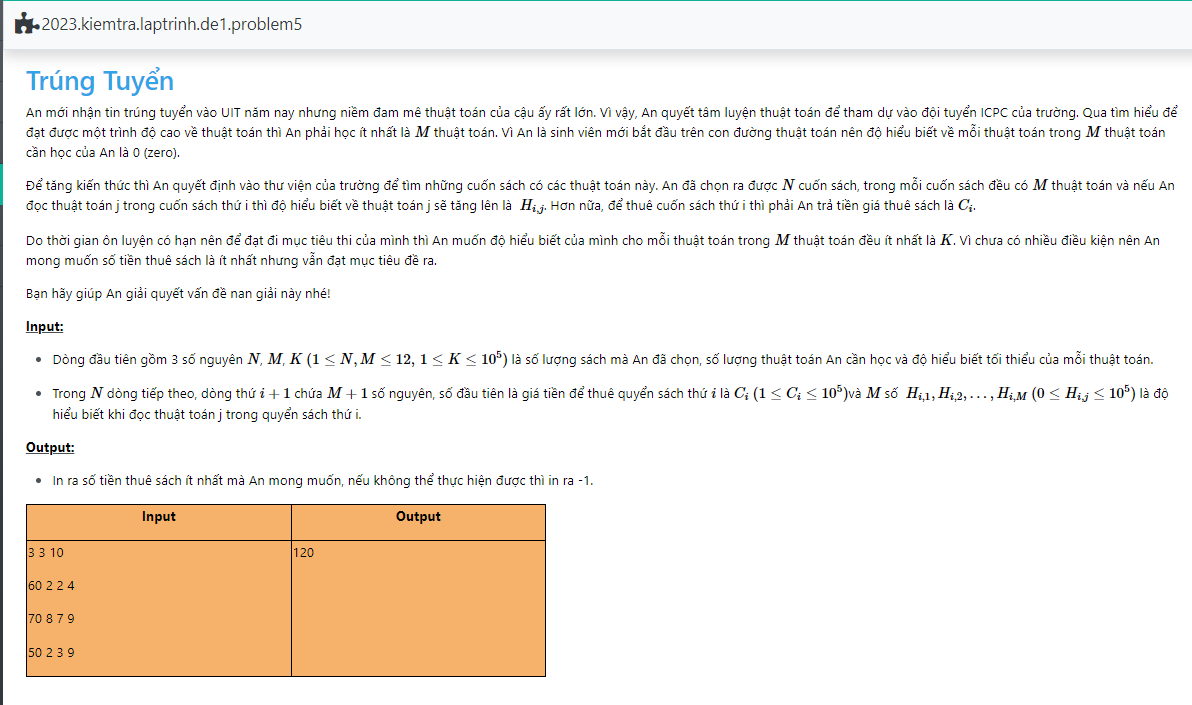 2023.kiemtra.laptrinh.de1.problem5
Trúng Tuyển
An mới nhận tin trúng tuyển vào UIT năm nay nhưng niềm đam mê thuật toán của cậu ấy rất lớn. Vì vậy, An quyết tâm luyện thuật toán để tham dự vào đội tuyển ICPC của trường. Qua tìm hiểu để
đạt được một trình độ cao về thuật toán thì An phải học ít nhất là M thuật toán. Vì An là sinh viên mới bắt đầu trên con đường thuật toán nên độ hiểu biết về mỗi thuật toán trong M thuật toán
cần học của An là 0 (zero).
Để tăng kiến thức thì An quyết định vào thư viện của trường để tìm những cuốn sách có các thuật toán này. An đã chọn ra được N cuốn sách, trong mỗi cuốn sách đều có M thuật toán và nếu An
đọc thuật toán j trong cuốn sách thứ i thì độ hiểu biết về thuật toán j sẽ tăng lên là H_{i,j}. Hơn nữa, để thuê cuốn sách thứ i thì phải An trả tiền giá thuê sách là C_i.
Do thời gian ôn luyện có hạn nên để đạt đi mục tiêu thi của mình thì An muốn độ hiểu biết của mình cho mỗi thuật toán trong M thuật toán đều ít nhất là K. Vì chưa có nhiều điều kiện nên An
mong muốn số tiền thuê sách là ít nhất nhưng vẫn đạt mục tiêu đề ra.
Bạn hãy giúp An giải quyết vấn đề nan giải này nhé!
Input:
• Dòng đầu tiên gồm 3 số nguyên N, M, K (1 ≤ N, M ≤ 12, 1 ≤ K ≤ 10^5) là số lượng sách mà An đã chọn, số lượng thuật toán An cần học và độ hiểu biết tối thiểu của mỗi thuật toán.
• Trong N dòng tiếp theo, dòng thứ i + 1 chứa M + 1 số nguyên, số đầu tiên là giá tiền để thuê quyển sách thứ i là C_i (1 ≤ C_i ≤ 10^5)và M số H_{i,1}, H_{i,2}, . . . , H_{i,M} (0 ≤ H_{i,j} ≤ 10^5) là độ
hiểu biết khi đọc thuật toán j trong quyển sách thứ i.
Output:
• In ra số tiền thuê sách ít nhất mà An mong muốn, nếu không thể thực hiện được thì in ra -1.
Input Output
3 3 10 120
60 2 2 4
70 8 7 9
50 2 3 9